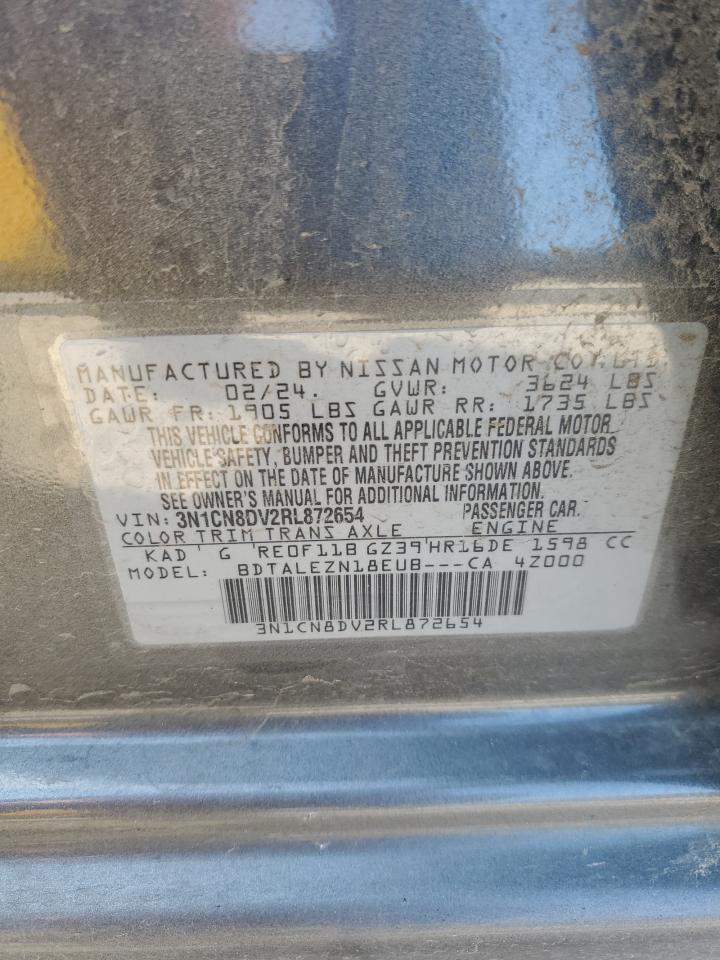 MANUFACTURED BY NISSAN MOTOR CO., LTD
DATE: 02/24. GVWR: 3624 LBS
GAWR FR: 1905 LBS GAWR RR: 1735 LBS
THIS VEHICLE CONFORMS TO ALL APPLICABLE FEDERAL MOTOR
VEHICLE SAFETY, BUMPER AND THEFT PREVENTION STANDARDS
IN EFFECT ON THE DATE OF MANUFACTURE SHOWN ABOVE.
SEE OWNER'S MANUAL FOR ADDITIONAL INFORMATION.
VIN: 3N1CN8DV2RL872654 PASSENGER CAR.
COLOR TRIM TRANS AXLE ENGINE
KAD G RE0F11B GZ39 HR16DE 1598 CC
MODEL: BDTALEZN18EUB---CA 4Z000
3N1CN8DV2RL872654